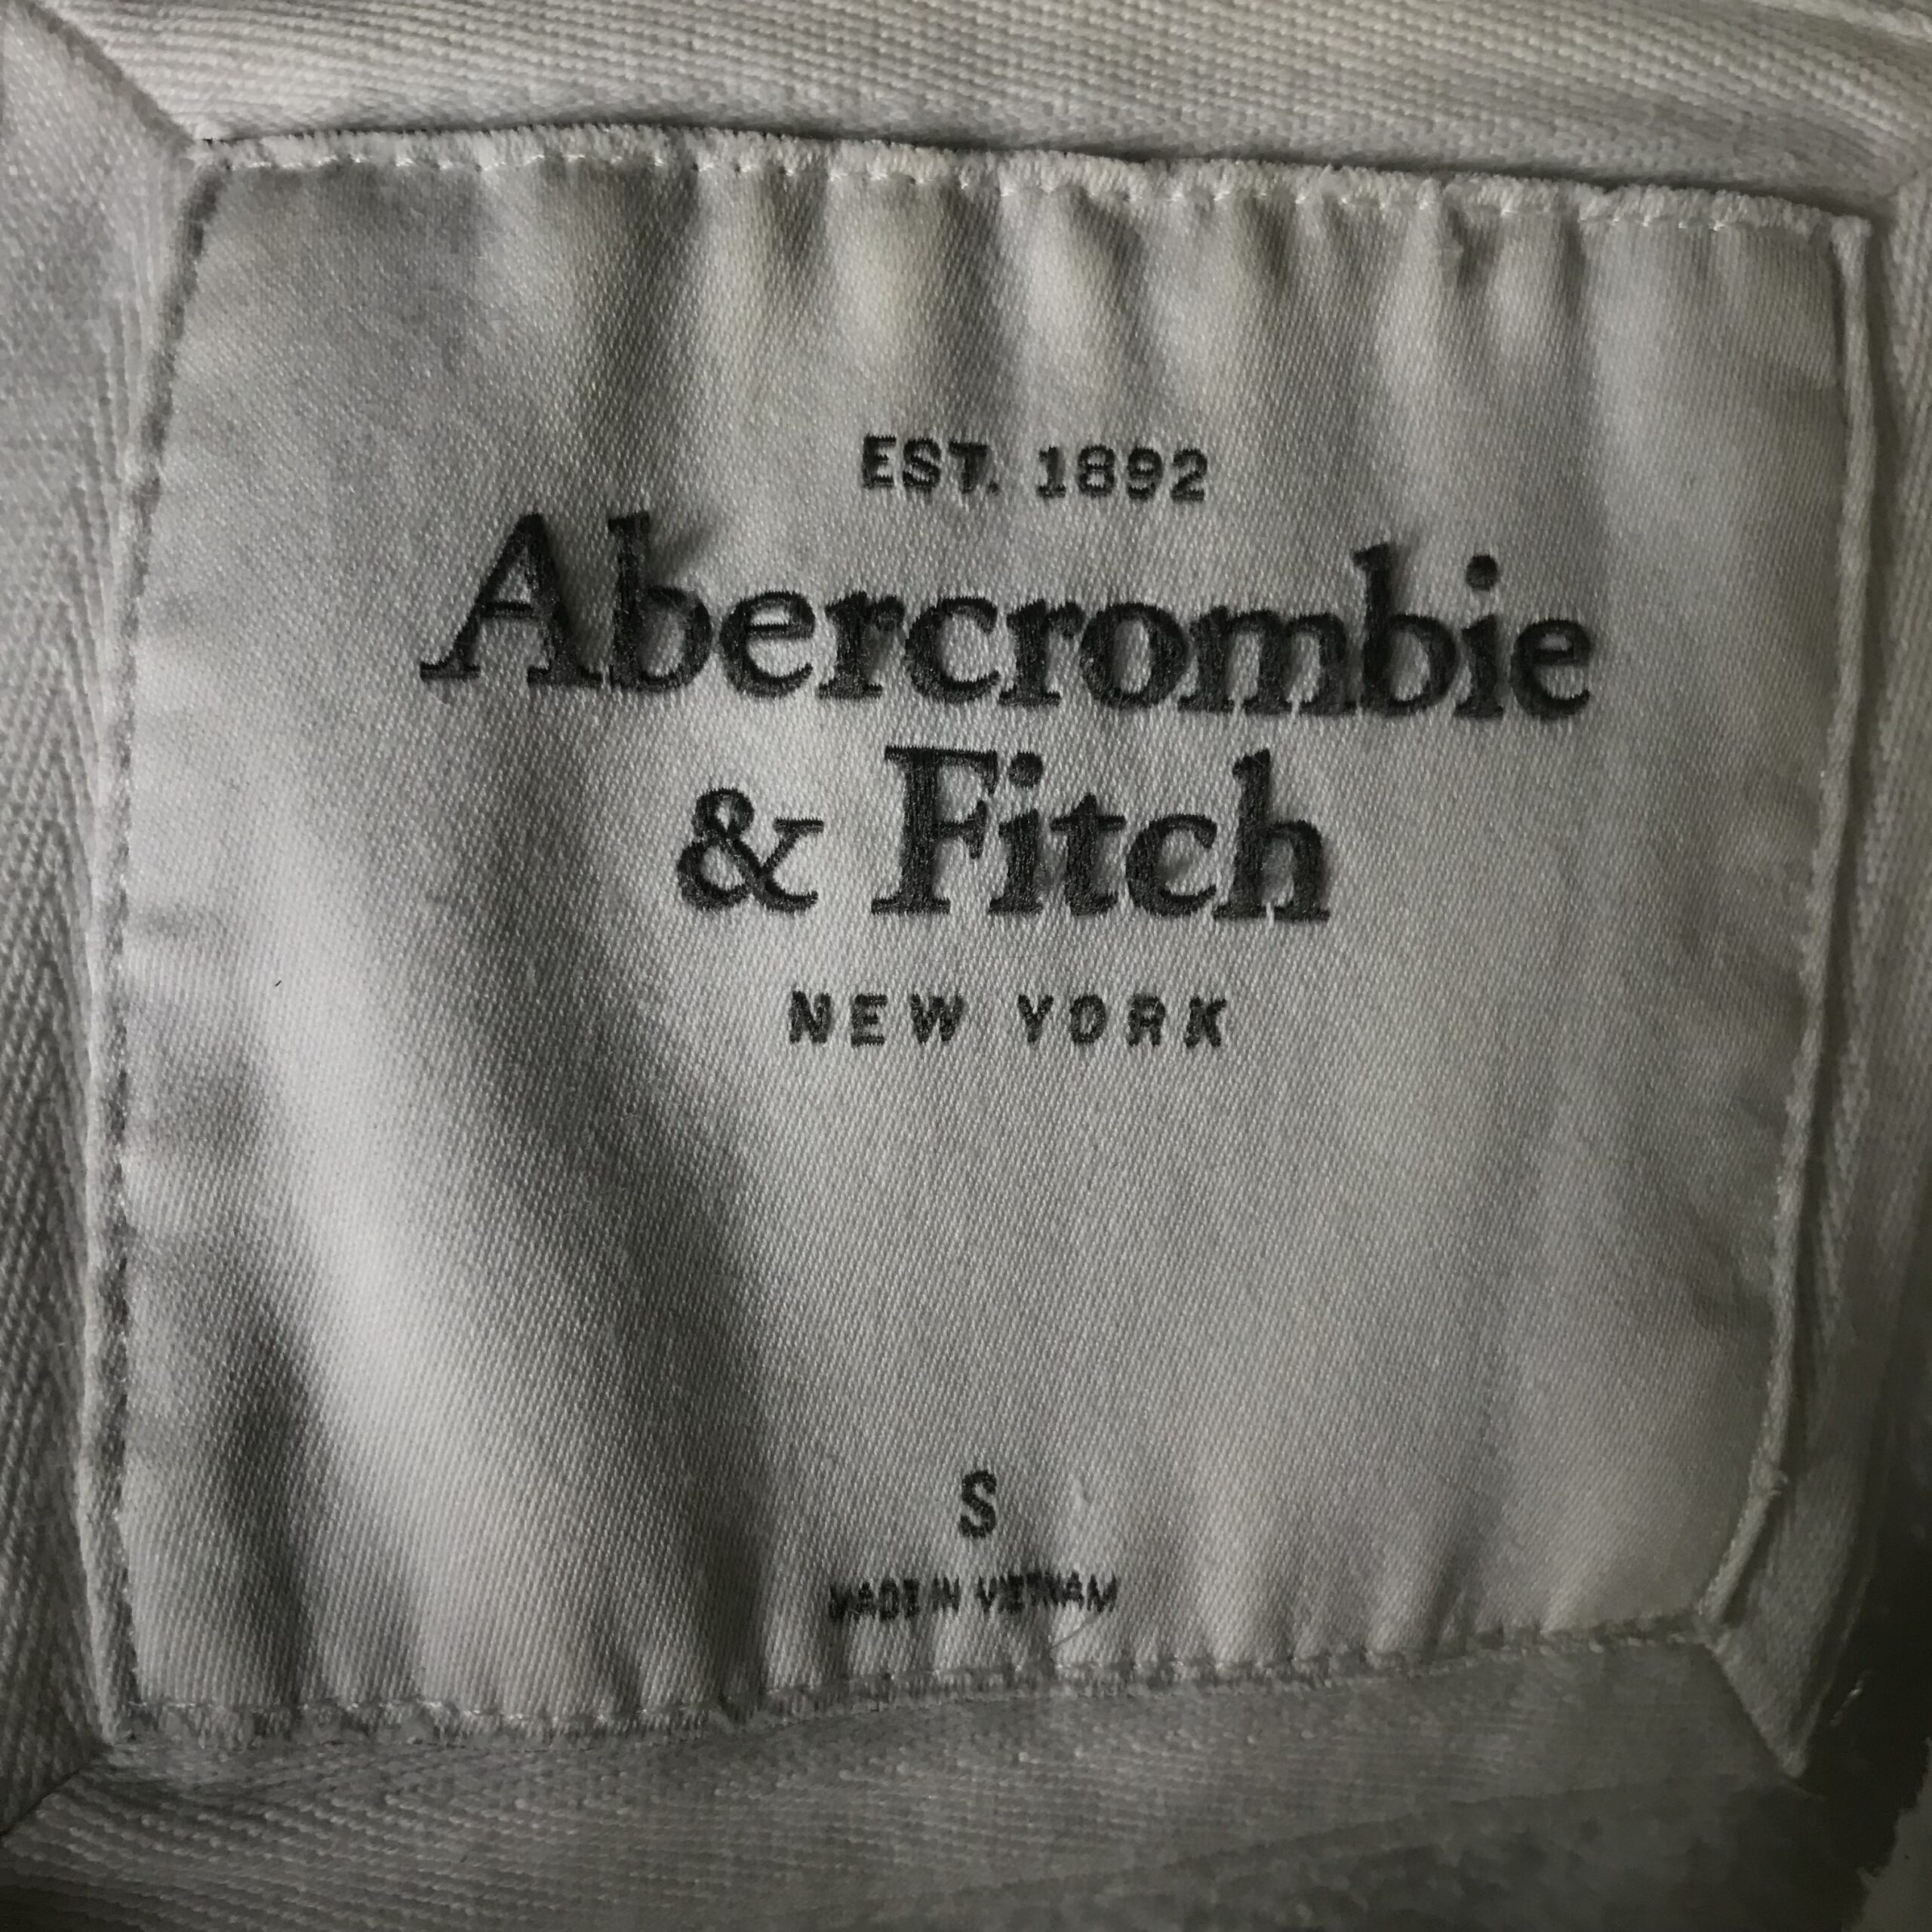 EST. 1892
Abercrombie
& Fitch
NEW YORK
S
MADE IN VIETNAM